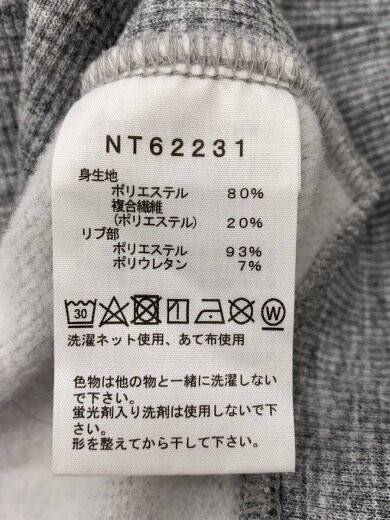 NT62231
身生地
ポリエステル 80%
複合繊維
(ポリエステル) 20%
リブ部
ポリエステル 93%
ポリウレタン 7%
30 W
洗濯ネット使用、あて布使用
色物は他の物と一緒に洗濯しない
で下さい。
蛍光剤入り洗剤は使用しないで下
さい。
形を整えてから干して下さい。